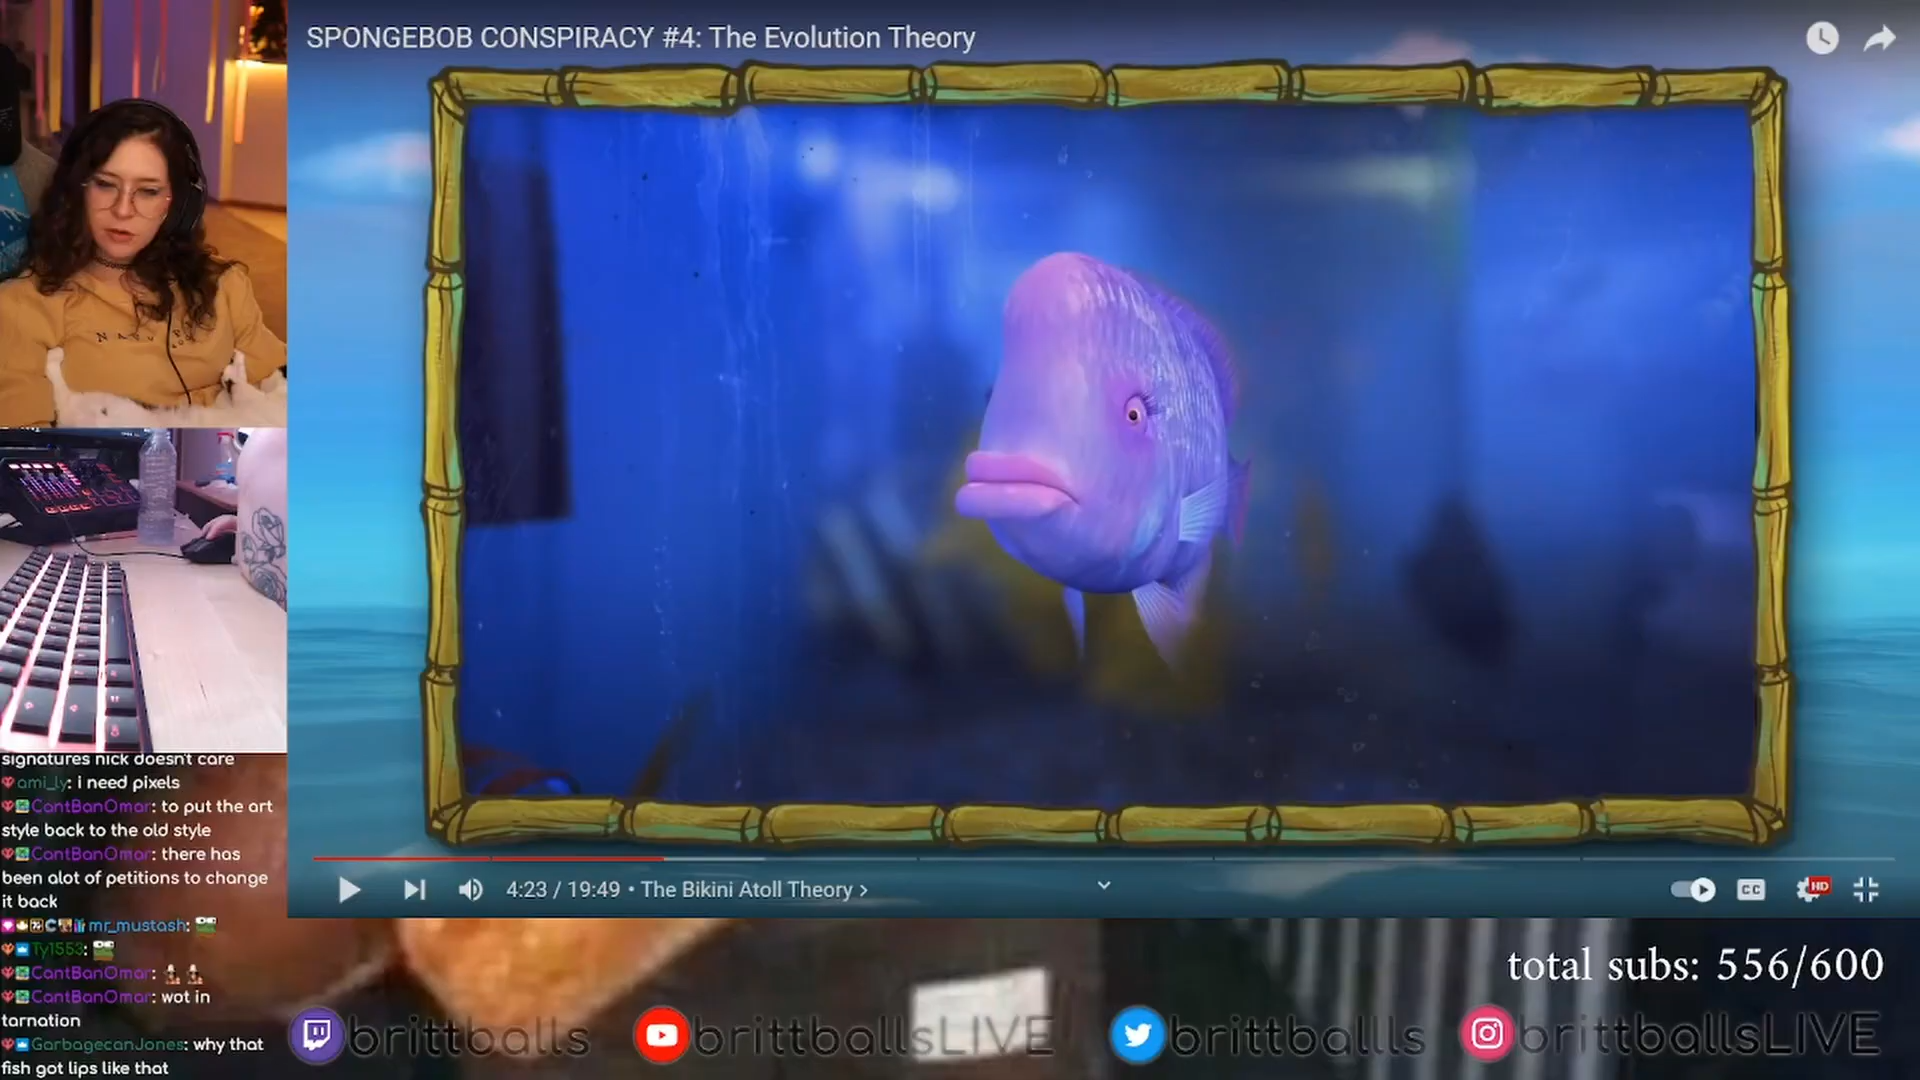 SPONGEBOB CONSPIRACY #4: The Evolution Theory
4:23 / 19:49 • The Bikini Atoll Theory ›
CC
HD
signatures nick doesn't care
ami_ly: i need pixels
CantBanOmar: to put the art
style back to the old style
CantBanOmar: there has
been alot of petitions to change
it back
mr_mustash:
Ty1553:
CantBanOmar:
CantBanOmar: wot in
tarnation
GarbagecanJones: why that
fish got lips like that
total subs: 556/600
brittballs
brittballsLIVE
brittballls
brittballsLIVE